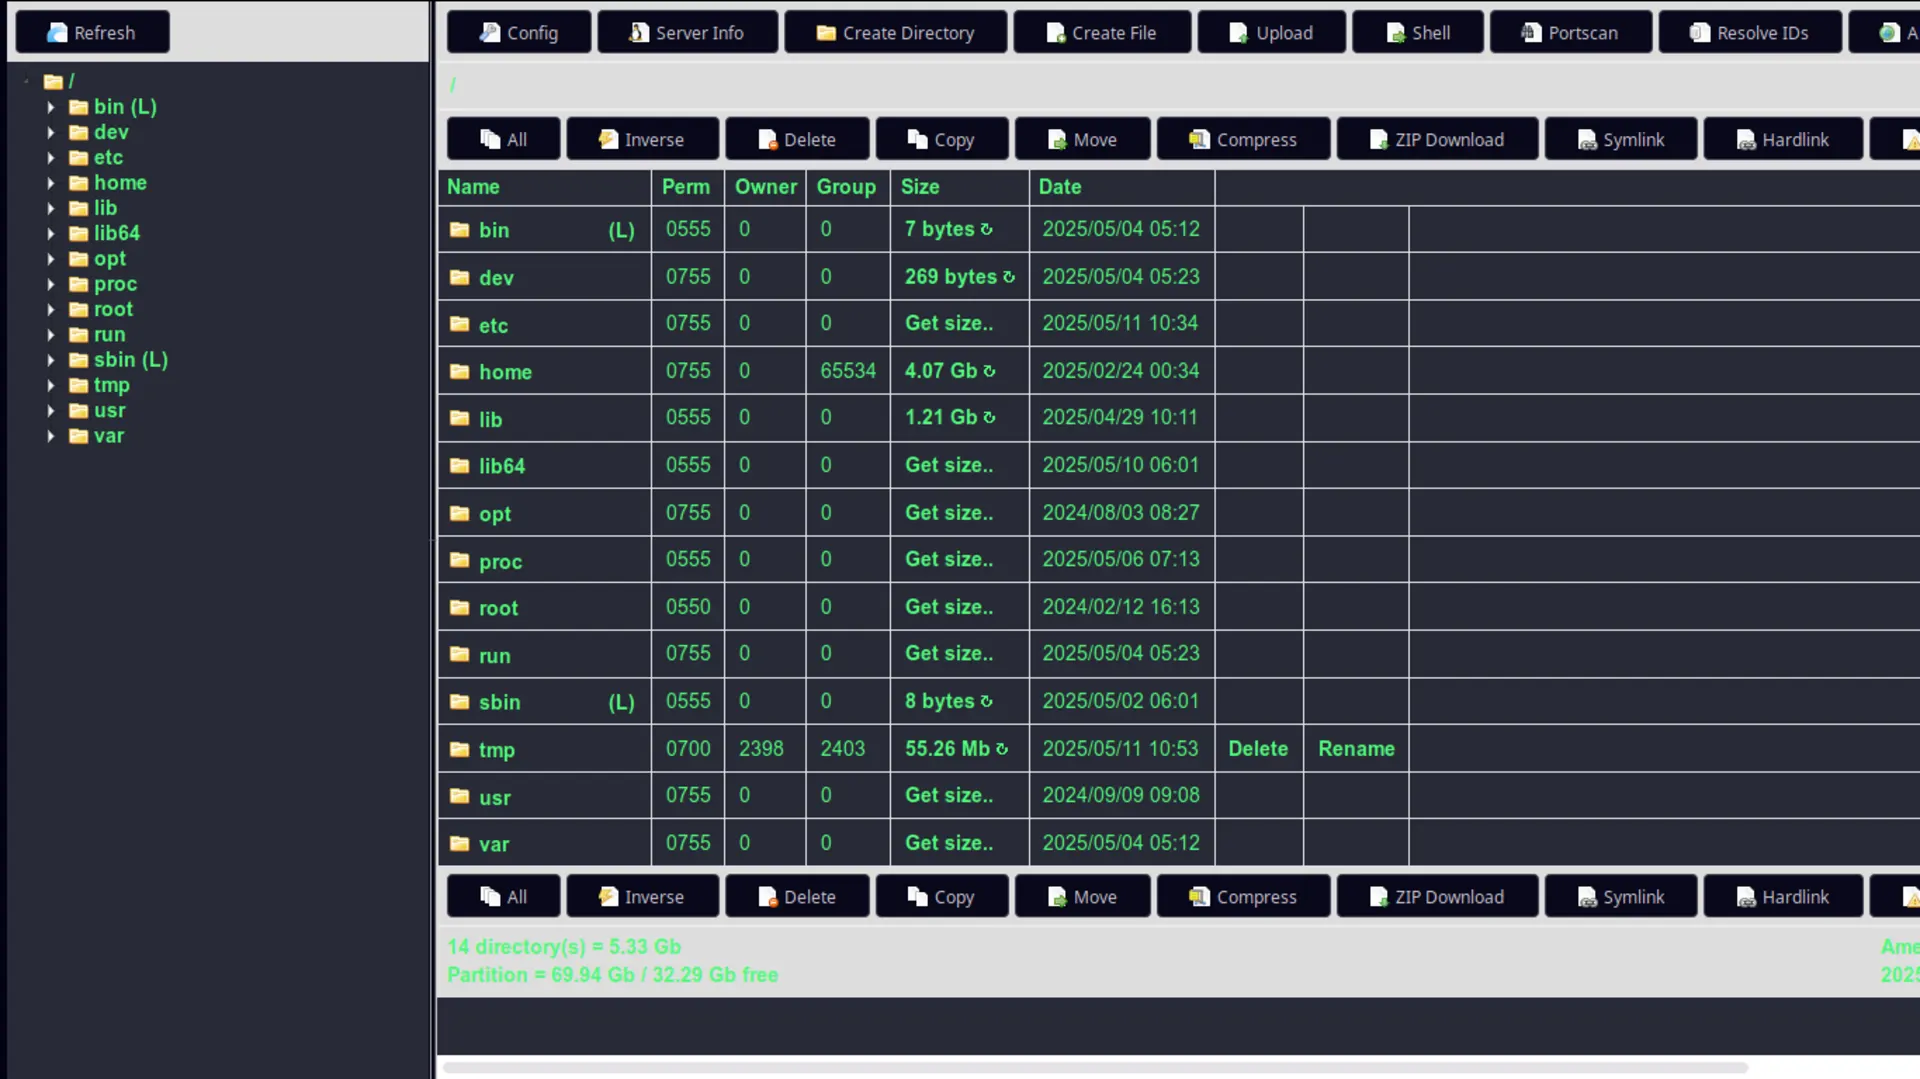 Refresh
/
bin (L)
dev
etc
home
lib
lib64
opt
proc
root
run
sbin (L)
tmp
usr
var
Config Server Info Create Directory Create File Upload Shell Portscan Resolve IDs A
/
All Inverse Delete Copy Move Compress ZIP Download Symlink Hardlink
Name Perm Owner Group Size Date
bin (L) 0555 0 0 7 bytes ↻ 2025/05/04 05:12
dev 0755 0 0 269 bytes ↻ 2025/05/04 05:23
etc 0755 0 0 Get size.. 2025/05/11 10:34
home 0755 0 65534 4.07 Gb ↻ 2025/02/24 00:34
lib 0555 0 0 1.21 Gb ↻ 2025/04/29 10:11
lib64 0555 0 0 Get size.. 2025/05/10 06:01
opt 0755 0 0 Get size.. 2024/08/03 08:27
proc 0555 0 0 Get size.. 2025/05/06 07:13
root 0550 0 0 Get size.. 2024/02/12 16:13
run 0755 0 0 Get size.. 2025/05/04 05:23
sbin (L) 0555 0 0 8 bytes ↻ 2025/05/02 06:01
tmp 0700 2398 2403 55.26 Mb ↻ 2025/05/11 10:53 Delete Rename
usr 0755 0 0 Get size.. 2024/09/09 09:08
var 0755 0 0 Get size.. 2025/05/04 05:12
All Inverse Delete Copy Move Compress ZIP Download Symlink Hardlink
14 directory(s) = 5.33 Gb Ame
Partition = 69.94 Gb / 32.29 Gb free 2025